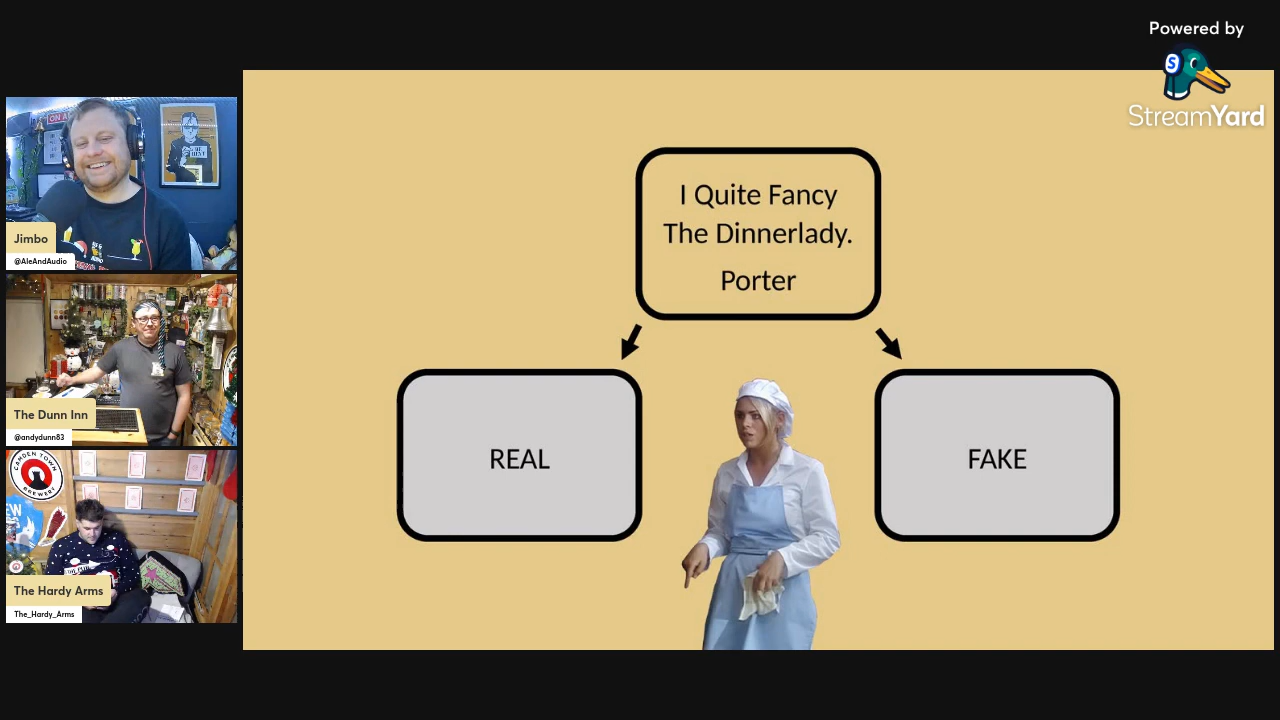 Powered by
StreamYard
ON A
Jimbo
@AleAndAudio
The Dunn Inn
@andydunn83
CAMDEN TOWN
BREWERY
The Hardy Arms
The_Hardy_Arms
I Quite Fancy
The Dinnerlady.
Porter
REAL
FAKE